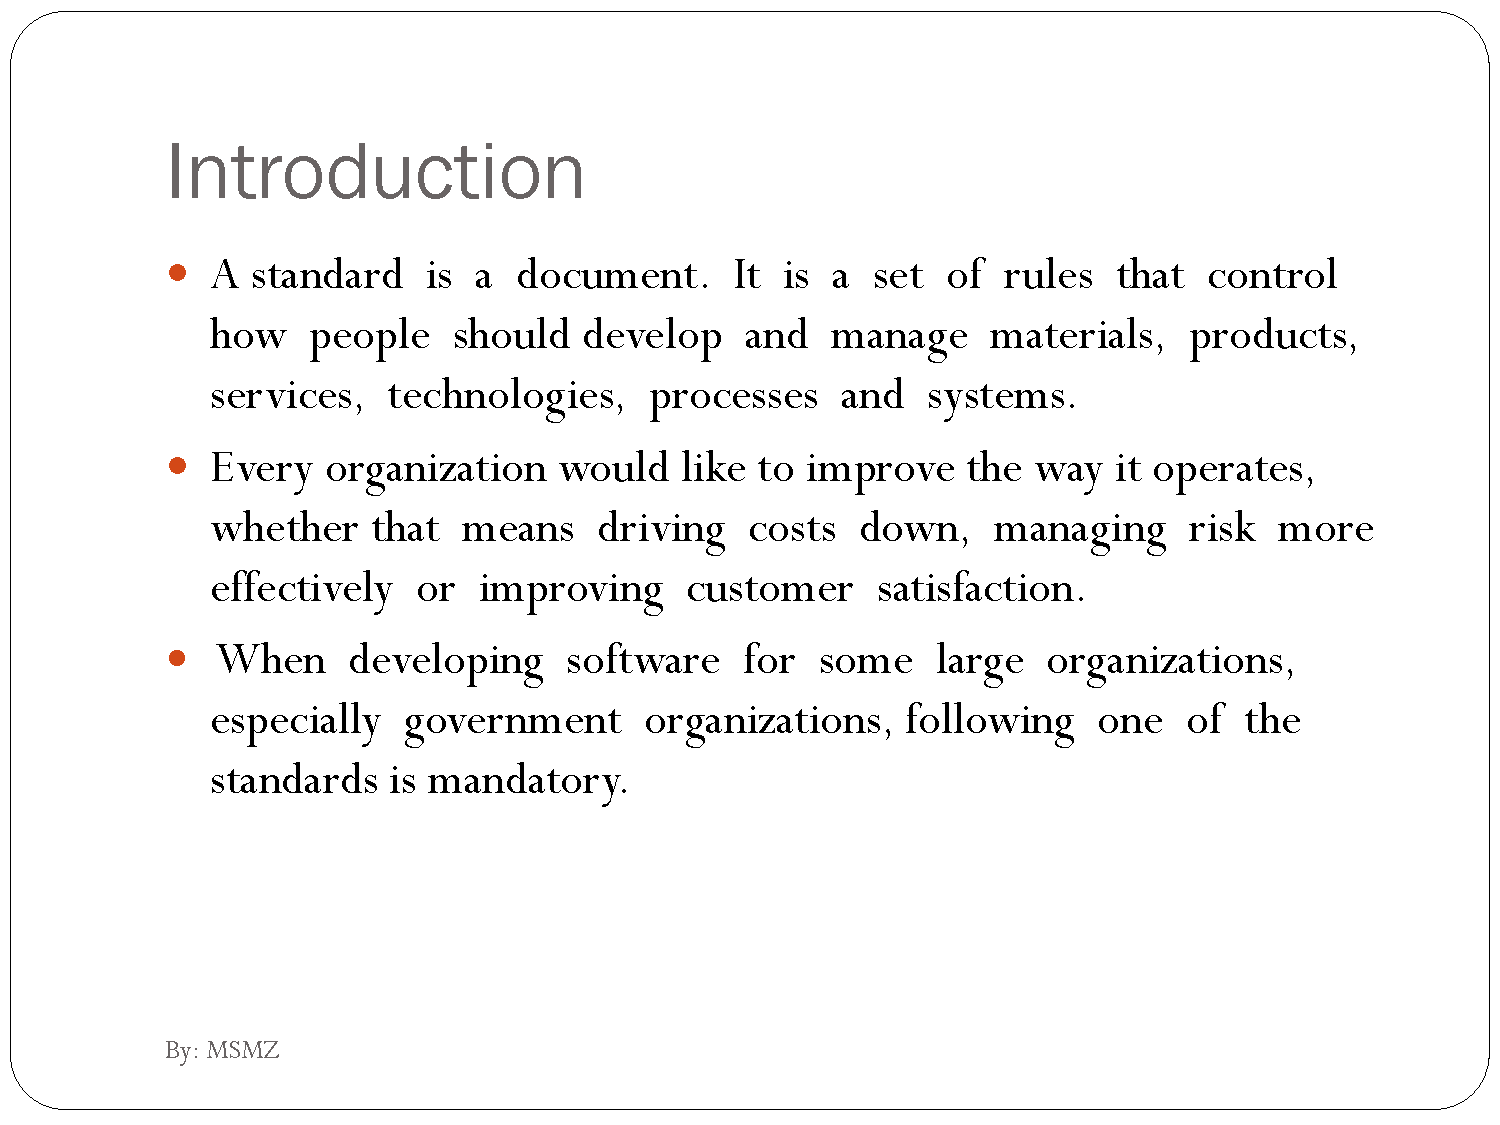 Introduction
• A standard is a document. It is a set of rules that control
how people should develop and manage materials, products,
services, technologies, processes and systems.
• Every organization would like to improve the way it operates,
whether that means driving costs down, managing risk more
effectively or improving customer satisfaction.
• When developing software for some large organizations,
especially government organizations, following one of the
standards is mandatory.
By: MSMZ